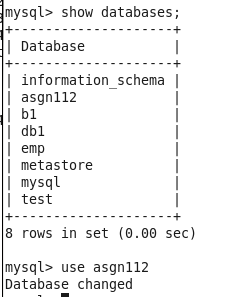 mysql> show databases;
+--------------------+
| Database           |
+--------------------+
| information_schema |
| asgn112            |
| b1                 |
| db1                |
| emp                |
| metastore          |
| mysql              |
| test               |
+--------------------+
8 rows in set (0.00 sec)
mysql> use asgn112
Database changed